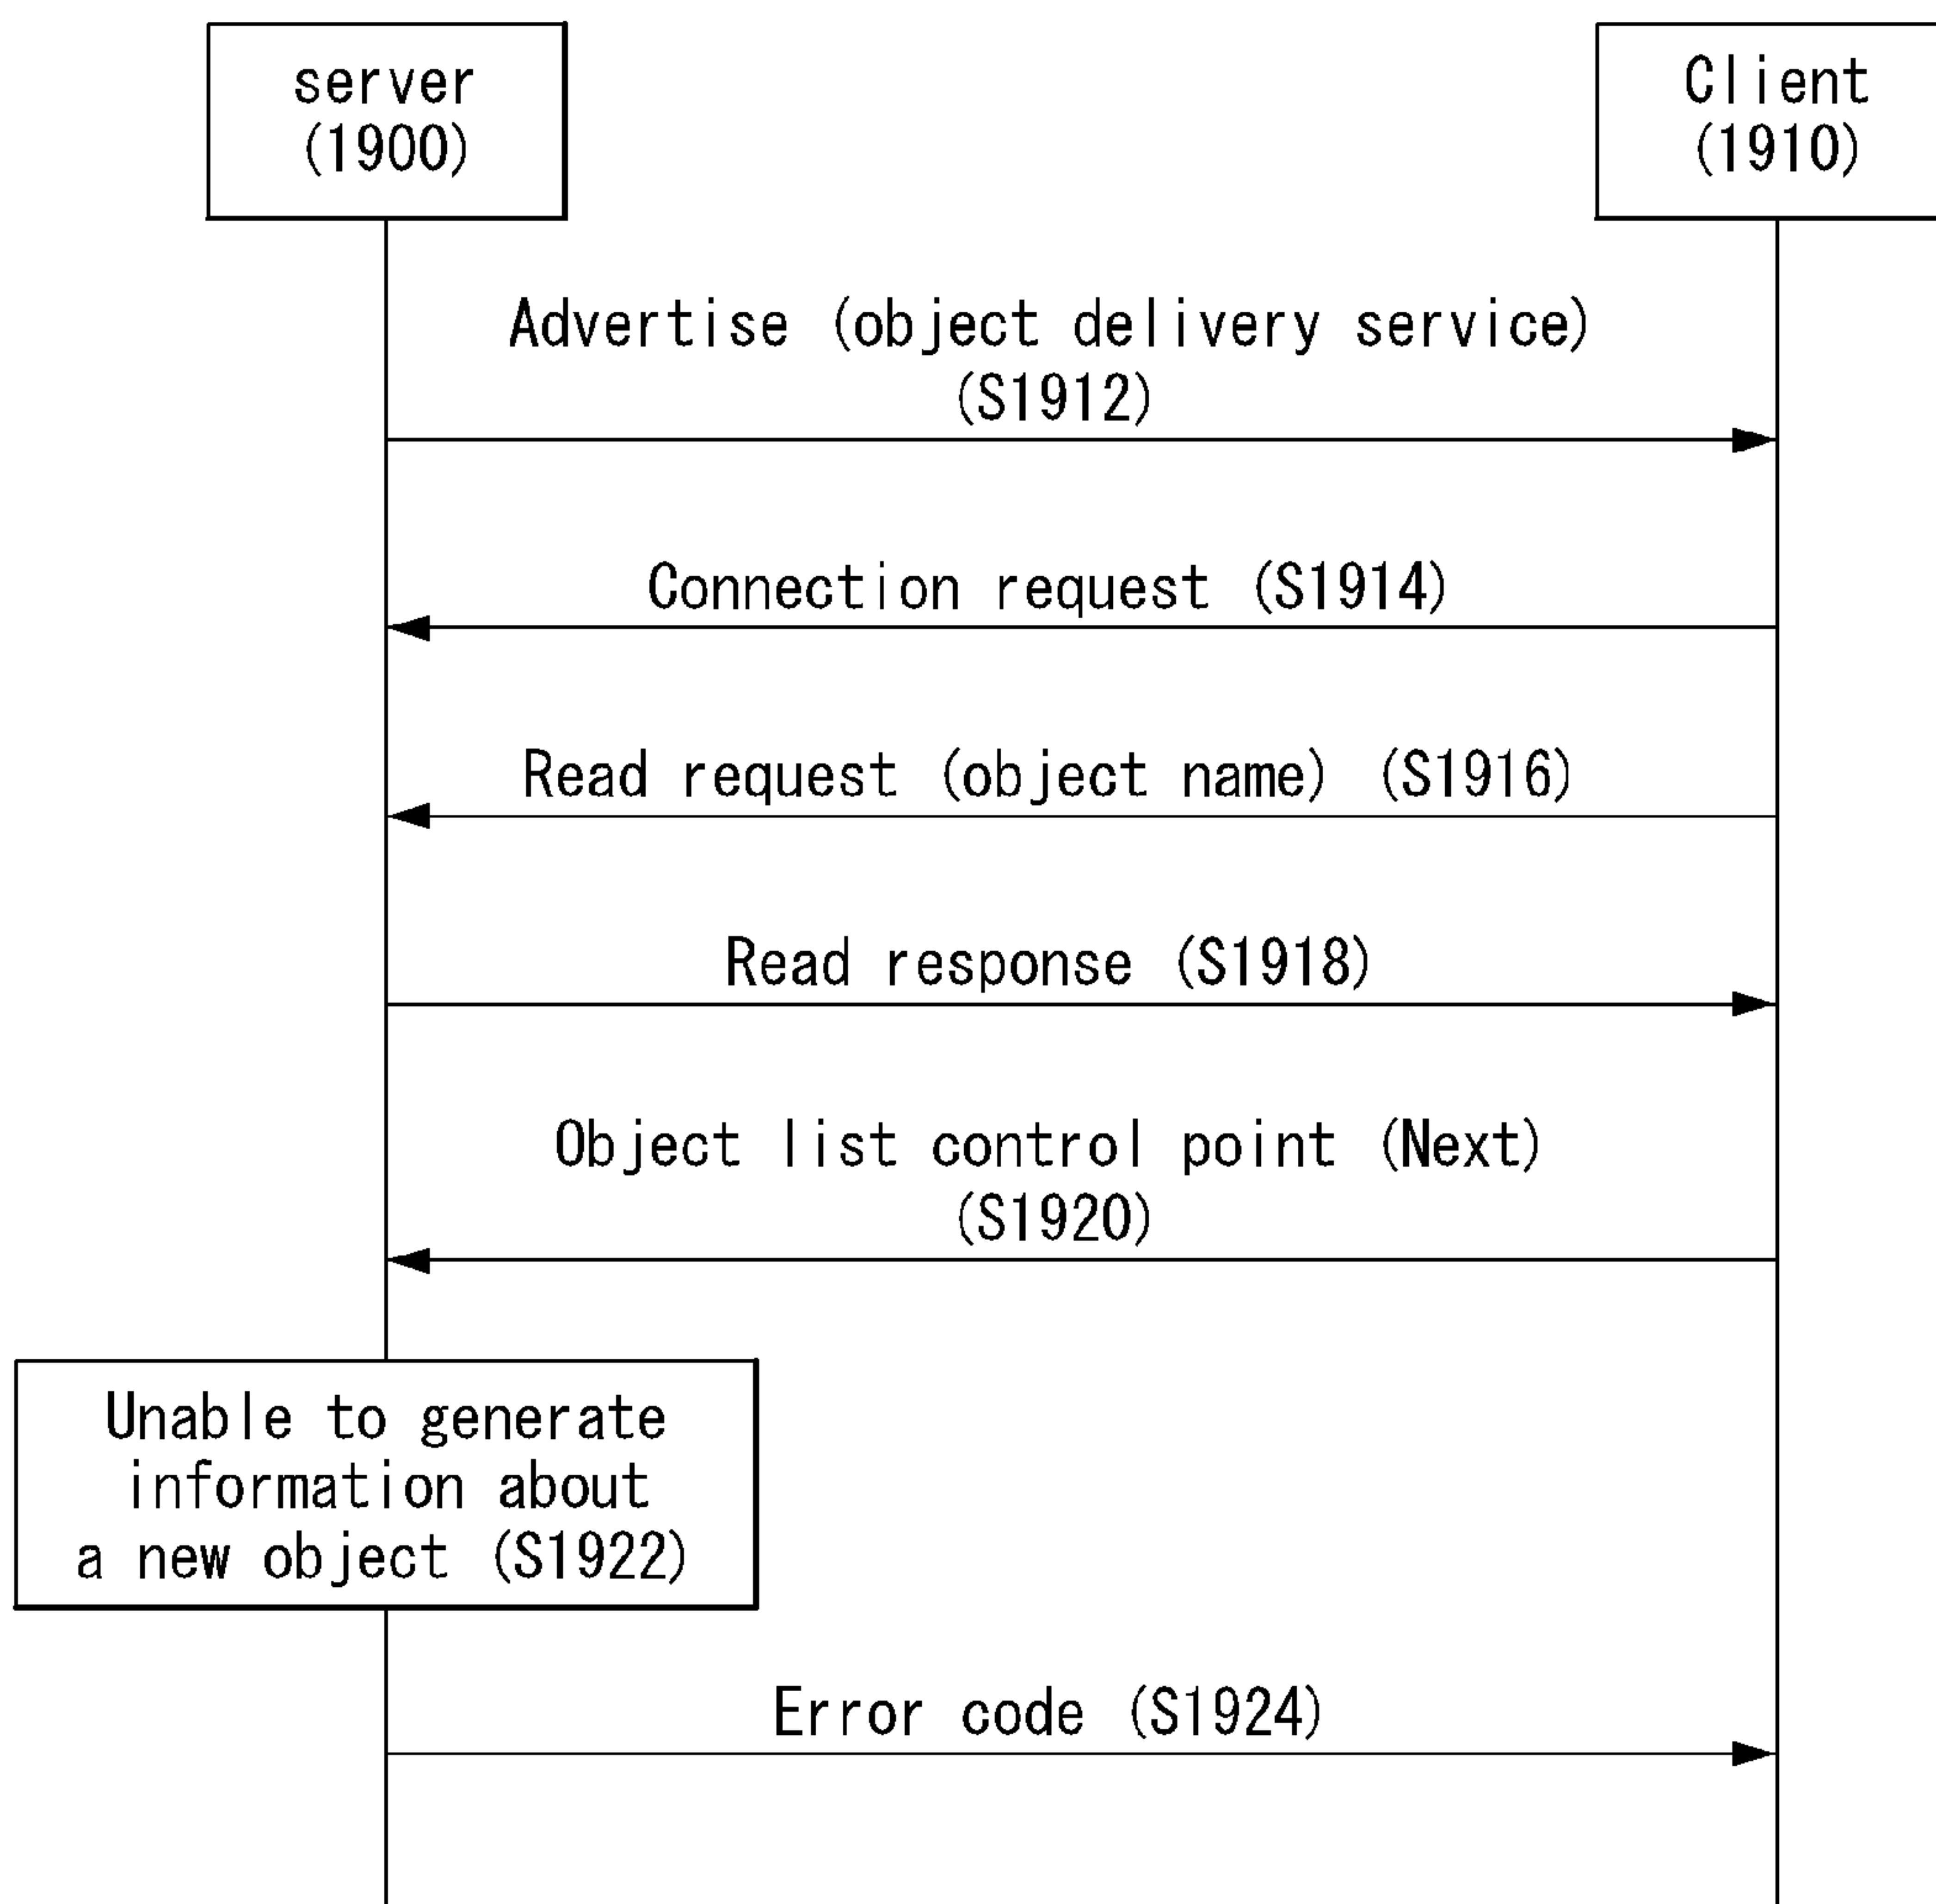 server
(1900)
Client
(1910)
Advertise (object delivery service)
(S1912)
Connection request (S1914)
Read request (object name) (S1916)
Read response (S1918)
Object list control point (Next)
(S1920)
Unable to generate
information about
a new object (S1922)
Error code (S1924)